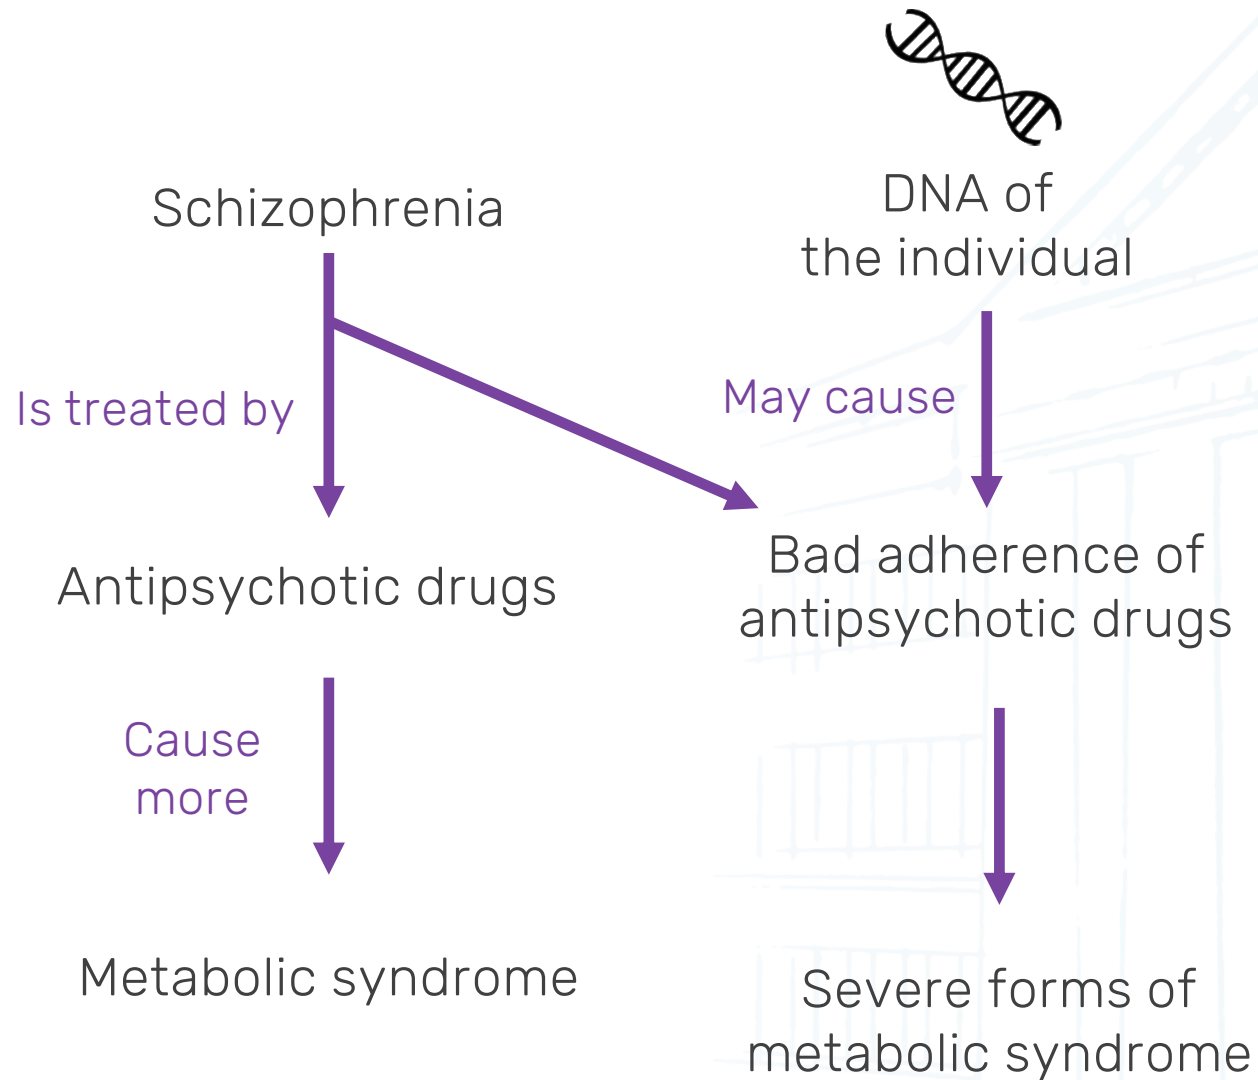 Schizophrenia
DNA of
the individual
Is treated by
May cause
Antipsychotic drugs
Bad adherence of
antipsychotic drugs
Cause
more
Metabolic syndrome
Severe forms of
metabolic syndrome